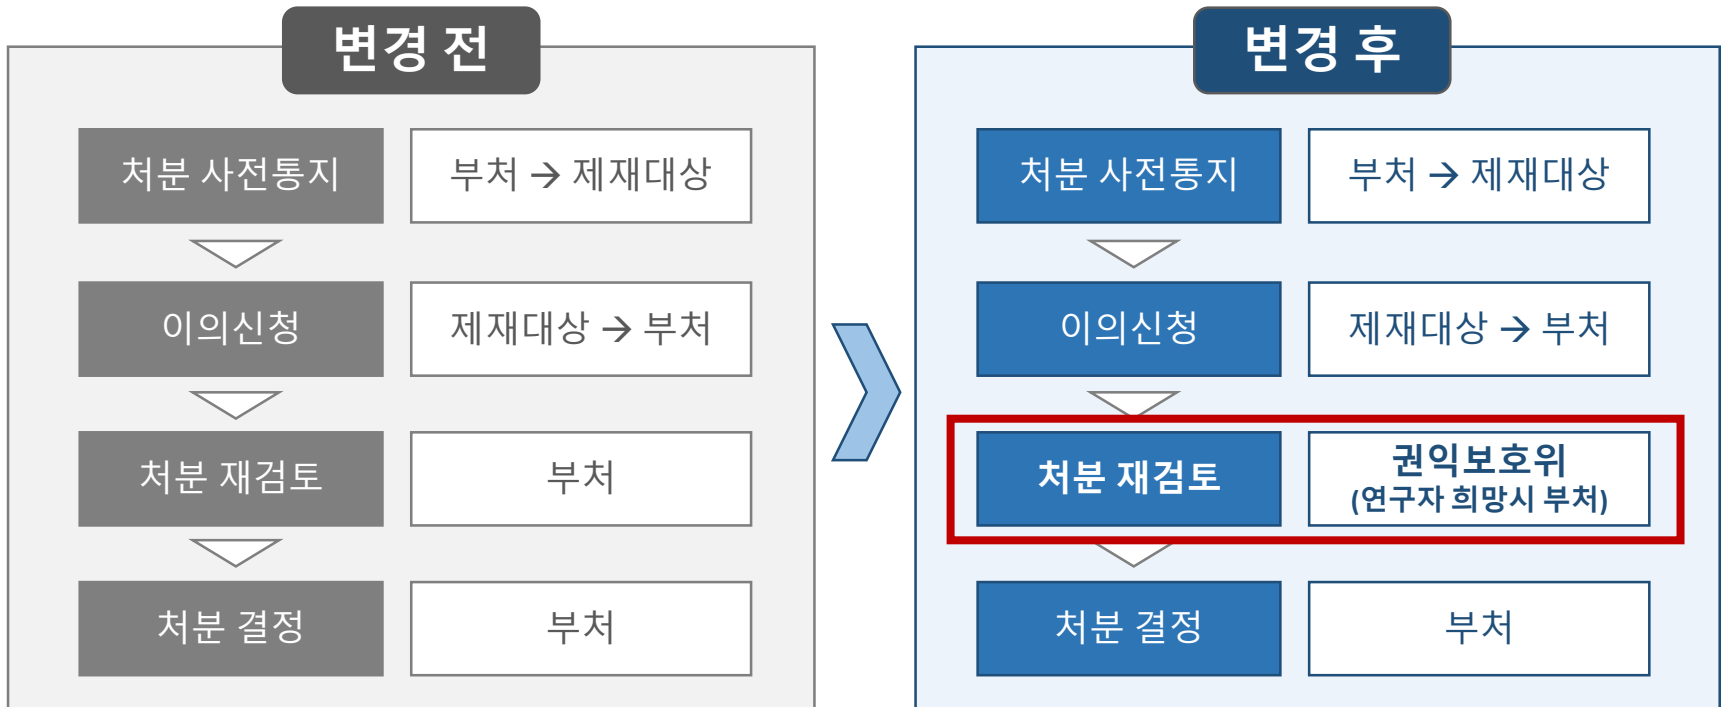 변경 전
처분 사전통지
부처 → 제재대상
이의신청
제재대상 → 부처
처분 재검토
부처
처분 결정
부처
변경 후
처분 사전통지
부처 → 제재대상
이의신청
제재대상 → 부처
처분 재검토
권익보호위
(연구자 희망시 부처)
처분 결정
부처